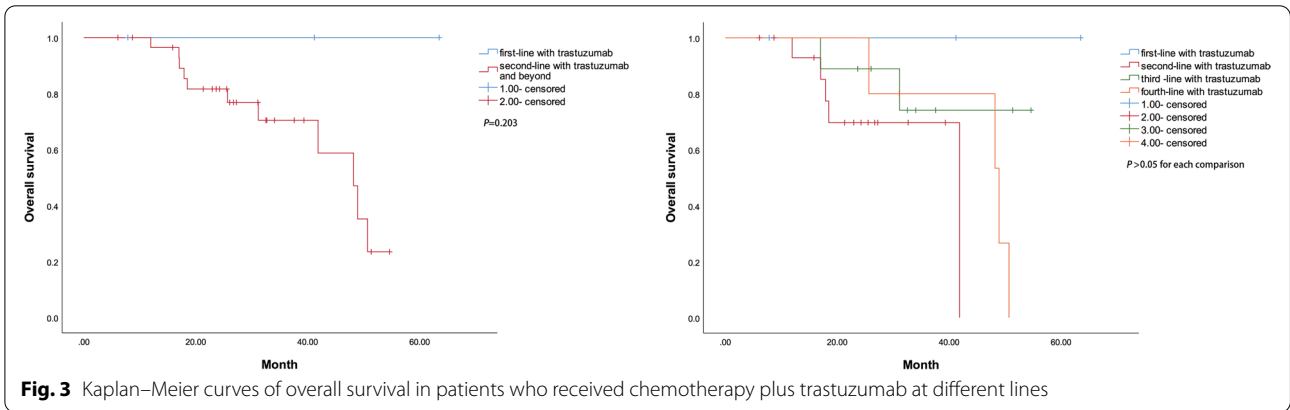 1.0
0.8
0.6
0.4
0.2
0.0
Overall survival
.00 20.00 40.00 60.00
Month
first-line with trastuzumab
second-line with trastuzumab
and beyond
1.00- censored
2.00- censored
P=0.203
1.0
0.8
0.6
0.4
0.2
0.0
Overall survival
.00 20.00 40.00 60.00
Month
first-line with trastuzumab
second-line with trastuzumab
third -line with trastuzumab
fourth-line with trastuzumab
1.00- censored
2.00- censored
3.00- censored
4.00- censored
P >0.05 for each comparison
Fig. 3 Kaplan–Meier curves of overall survival in patients who received chemotherapy plus trastuzumab at different lines